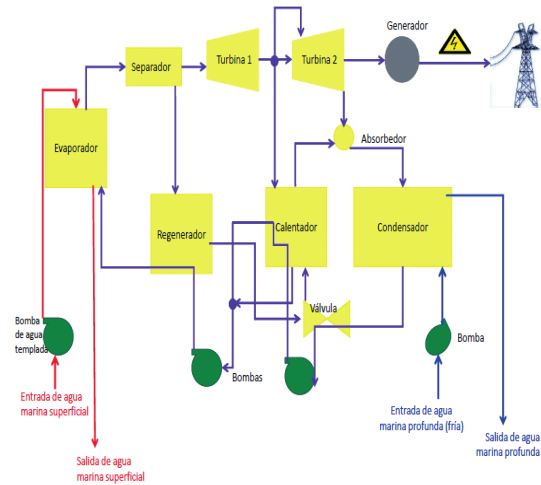 Generador
Separador
Turbina 1
Turbina 2
Evaporador
Absorbedor
Regenerador
Calentador
Condensador
Válvula
Bomba
de agua
templada
Bombas
Bomba
Entrada de agua
marina superficial
Entrada de agua
marina profunda (fría)
Salida de agua
marina superficial
Salida de agua
marina profunda